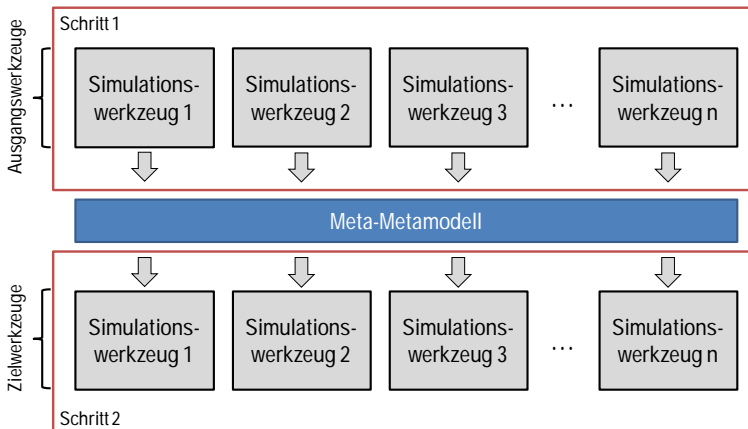 Schritt 1
Ausgangswerkzeuge
Simulations-
werkzeug 1
Simulations-
werkzeug 2
Simulations-
werkzeug 3
...
Simulations-
werkzeug n
Meta-Metamodell
Zielwerkzeuge
Simulations-
werkzeug 1
Simulations-
werkzeug 2
Simulations-
werkzeug 3
...
Simulations-
werkzeug n
Schritt 2